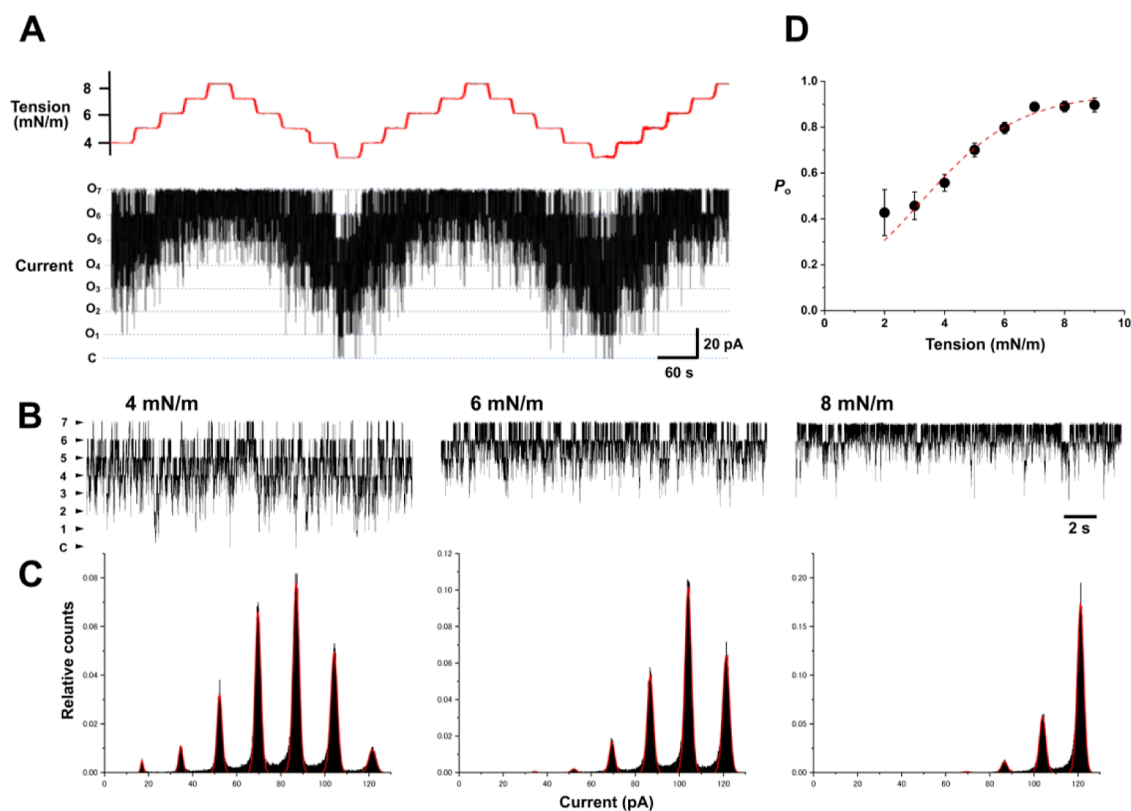 A
D
Tension
(mN/m)
8
6
4
O7
O6
O5
O4
O3
O2
O1
C
Current
20 pA
60 s
1.0
0.8
0.6
0.4
0.2
0.0
Po
0 2 4 6 8 10
Tension (mN/m)
B
4 mN/m
6 mN/m
8 mN/m
7
6
5
4
3
2
1
C
2 s
C
Relative counts
0.08
0.06
0.04
0.02
0.00
0 20 40 60 80 100 120
0.12
0.10
0.08
0.06
0.04
0.02
0.00
0 20 40 60 80 100 120
0.20
0.15
0.10
0.05
0.00
0 20 40 60 80 100 120
Current (pA)